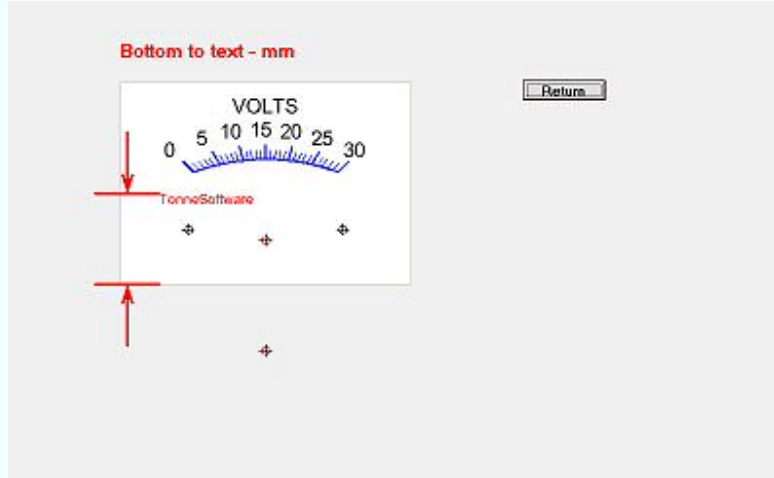 Bottom to text - mm
Return
VOLTS
0 5 10 15 20 25 30
TonneSoftware